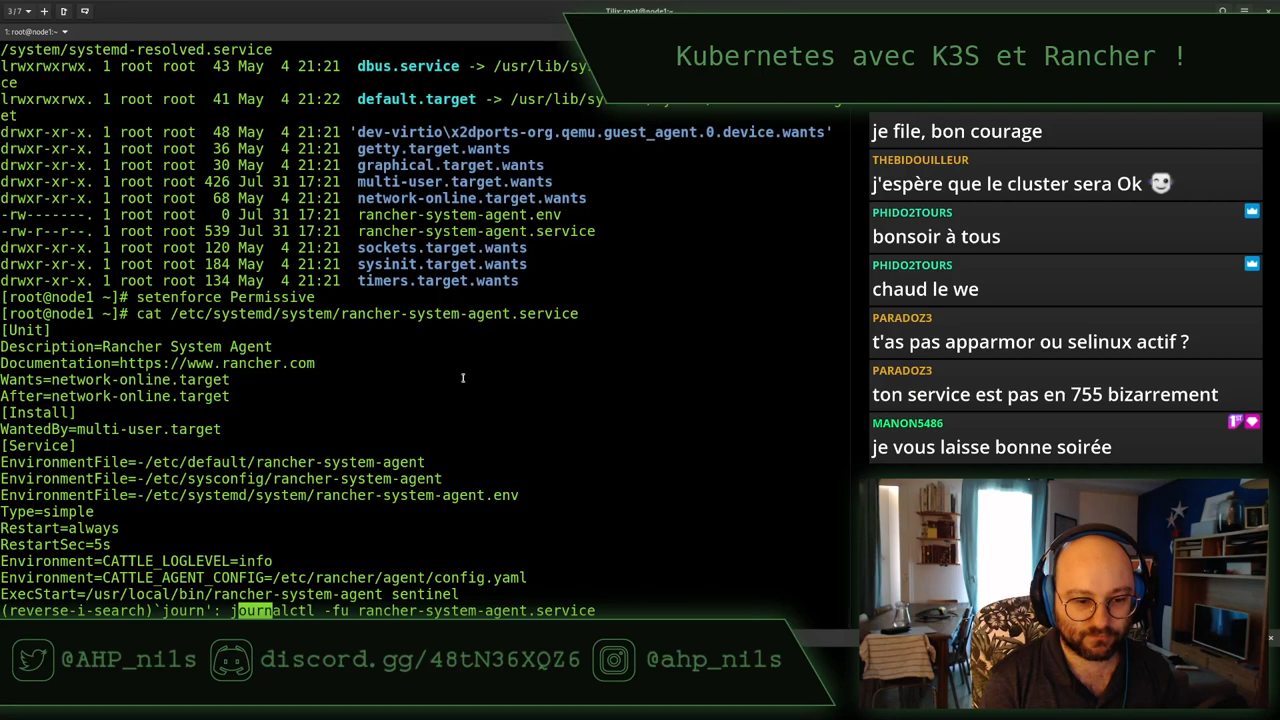 3/7
Tilix: root@node1:~
1: root@node1:~
/system/systemd-resolved.service
lrwxrwxrwx. 1 root root  43 May  4 21:21  dbus.service -> /usr/lib/sy
ce
lrwxrwxrwx. 1 root root  41 May  4 21:22  default.target -> /usr/lib/sy
et
drwxr-xr-x. 1 root root  48 May  4 21:21 'dev-virtio\x2dports-org.qemu.guest_agent.0.device.wants'
drwxr-xr-x. 1 root root  36 May  4 21:21  getty.target.wants
drwxr-xr-x. 1 root root  30 May  4 21:21  graphical.target.wants
drwxr-xr-x. 1 root root 426 Jul 31 17:21  multi-user.target.wants
drwxr-xr-x. 1 root root  68 May  4 21:21  network-online.target.wants
-rw-------. 1 root root   0 Jul 31 17:21  rancher-system-agent.env
-rw-r--r--. 1 root root 539 Jul 31 17:21  rancher-system-agent.service
drwxr-xr-x. 1 root root 120 May  4 21:21  sockets.target.wants
drwxr-xr-x. 1 root root 184 May  4 21:21  sysinit.target.wants
drwxr-xr-x. 1 root root 134 May  4 21:21  timers.target.wants
[root@node1 ~]# setenforce Permissive
[root@node1 ~]# cat /etc/systemd/system/rancher-system-agent.service
[Unit]
Description=Rancher System Agent
Documentation=https://www.rancher.com
Wants=network-online.target
After=network-online.target
[Install]
WantedBy=multi-user.target
[Service]
EnvironmentFile=-/etc/default/rancher-system-agent
EnvironmentFile=-/etc/sysconfig/rancher-system-agent
EnvironmentFile=-/etc/systemd/system/rancher-system-agent.env
Type=simple
Restart=always
RestartSec=5s
Environment=CATTLE_LOGLEVEL=info
Environment=CATTLE_AGENT_CONFIG=/etc/rancher/agent/config.yaml
ExecStart=/usr/local/bin/rancher-system-agent sentinel
(reverse-i-search)`journ': journalctl -fu rancher-system-agent.service
Kubernetes avec K3S et Rancher !
je file, bon courage
THEBIDOUILLEUR
j'espère que le cluster sera Ok
PHIDO2TOURS
bonsoir à tous
PHIDO2TOURS
chaud le we
PARADOZ3
t'as pas apparmor ou selinux actif ?
PARADOZ3
ton service est pas en 755 bizarrement
MANON5486
1ST
je vous laisse bonne soirée
@AHP_nils
discord.gg/48tN36XQZ6
@ahp_nils